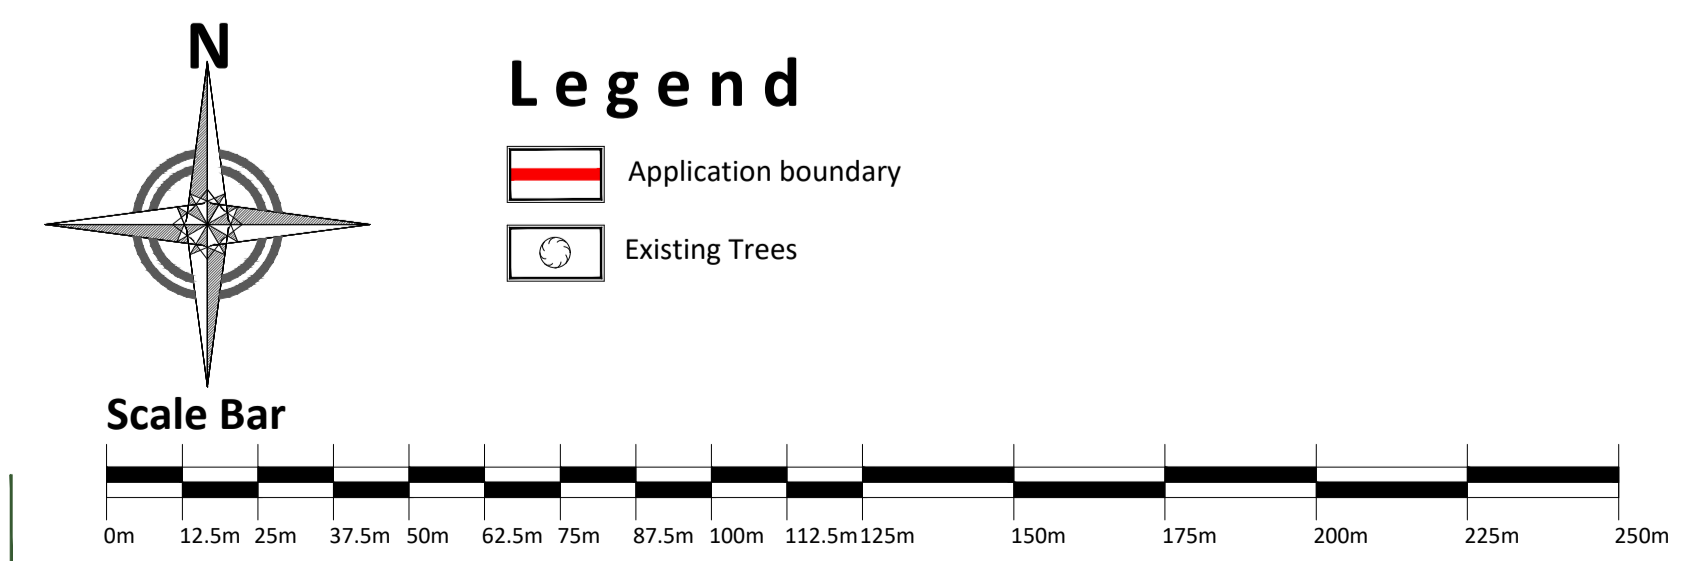 N
Legend
Application boundary
Existing Trees
Scale Bar
0m 12.5m 25m 37.5m 50m 62.5m 75m 87.5m 100m 112.5m 125m 150m 175m 200m 225m 250m